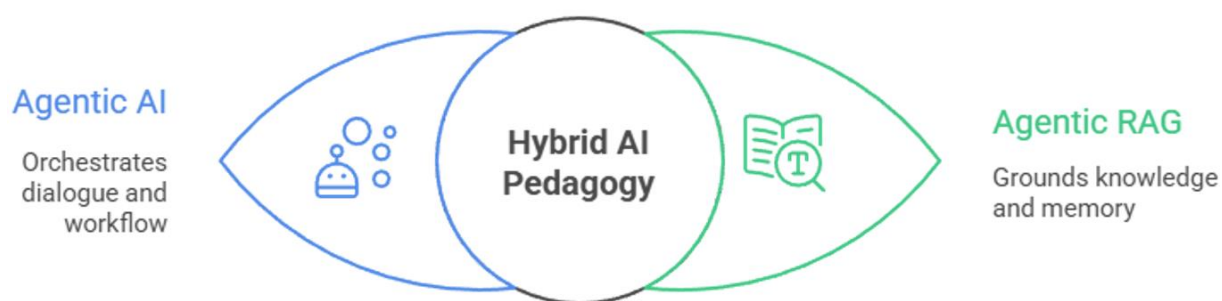 Agentic AI
Orchestrates
dialogue and
workflow
Hybrid AI
Pedagogy
T
Agentic RAG
Grounds knowledge
and memory